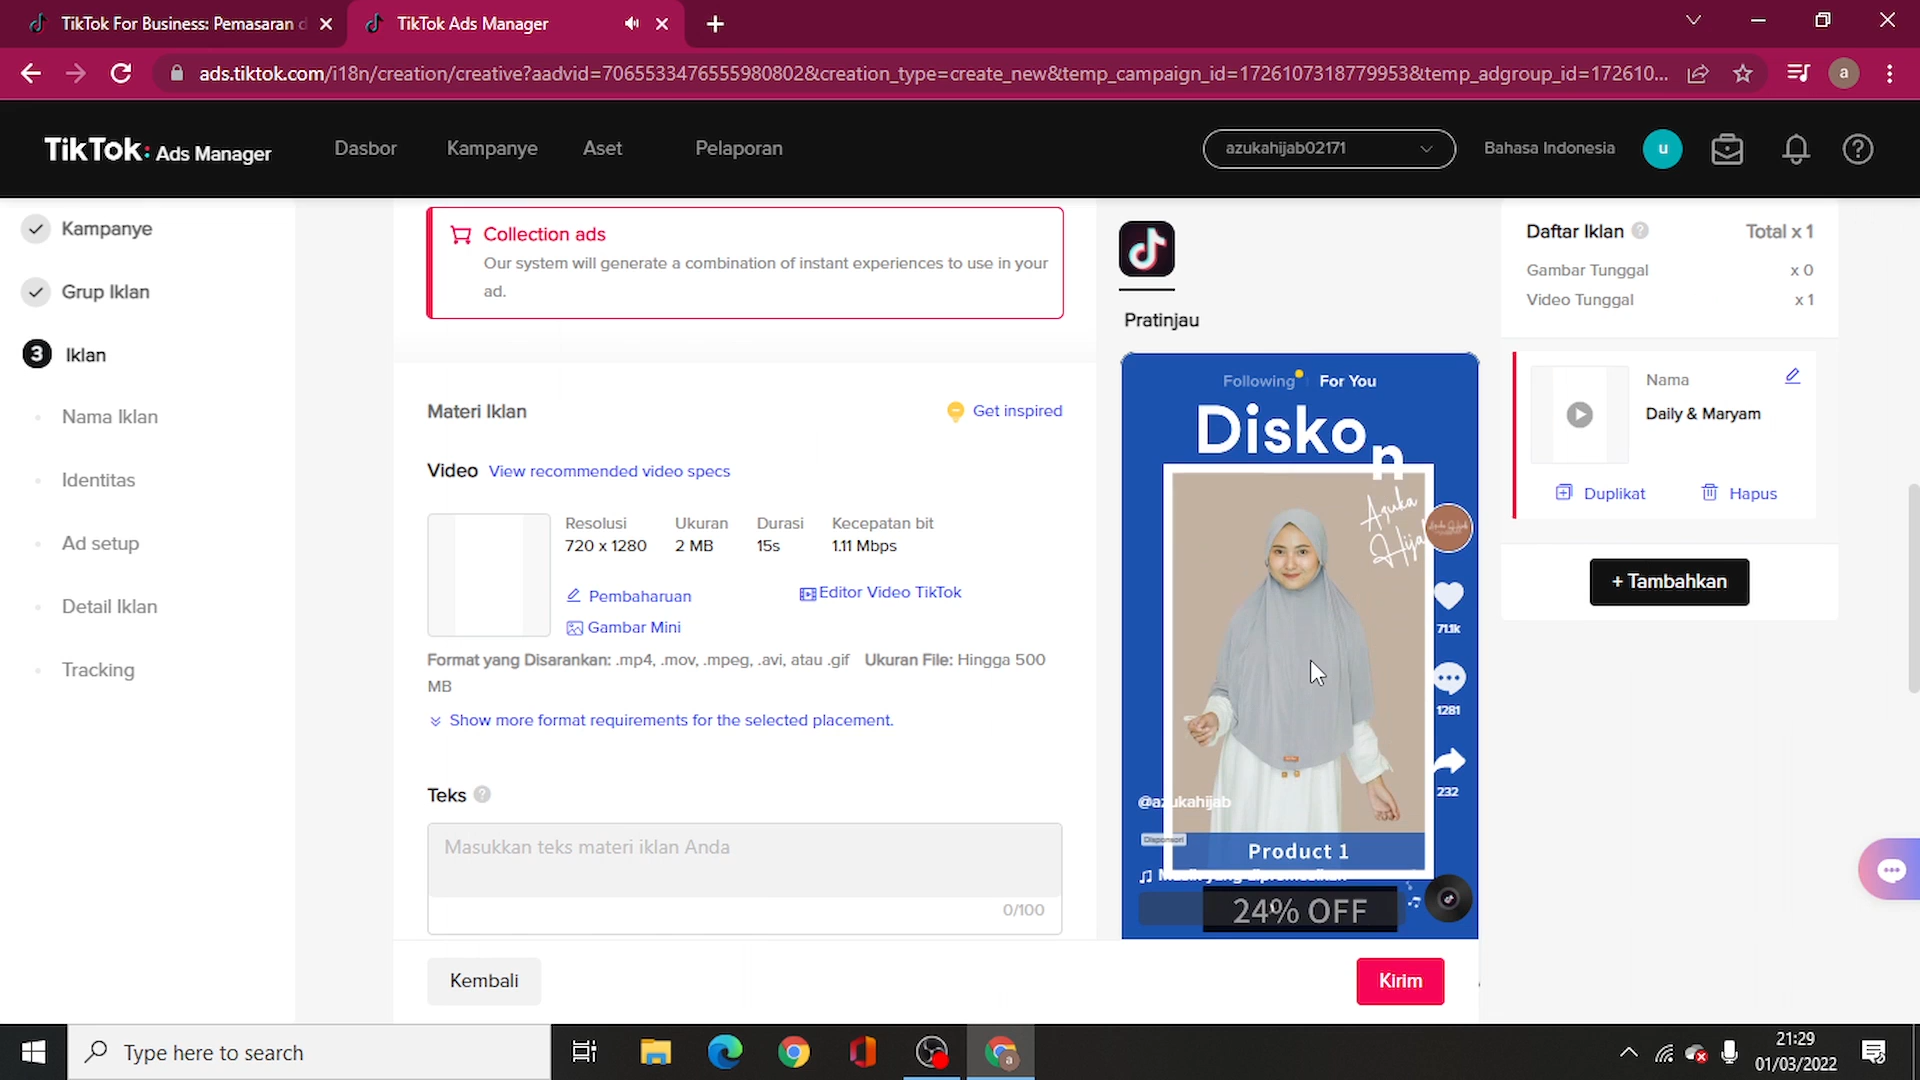 TikTok For Business: Pemasaran d
TikTok Ads Manager
ads.tiktok.com/i18n/creation/creative?aadvid=7065533476555980802&creation_type=create_new&temp_campaign_id=1726107318779953&temp_adgroup_id=172610...
a
TikTok: Ads Manager
Dasbor
Kampanye
Aset
Pelaporan
azukahijab02171
Bahasa Indonesia
u
Kampanye
Grup Iklan
3 Iklan
Nama Iklan
Identitas
Ad setup
Detail Iklan
Tracking
Collection ads
Our system will generate a combination of instant experiences to use in your
ad.
Materi Iklan
Get inspired
Video View recommended video specs
Resolusi Ukuran Durasi Kecepatan bit
720 x 1280 2 MB 15s 1.11 Mbps
Pembaharuan
Editor Video TikTok
Gambar Mini
Format yang Disarankan: .mp4, .mov, .mpeg, .avi, atau .gif Ukuran File: Hingga 500
MB
Show more format requirements for the selected placement.
Teks
Masukkan teks materi iklan Anda
0/100
Kembali
Kirim
Pratinjau
Following For You
Diskon
Azuka
Hijab
71.1k
1281
232
@azukahijab
Disponsori
Product 1
Musik yang dipromosikan
24% OFF
Daftar Iklan Total x 1
Gambar Tunggal x 0
Video Tunggal x 1
Nama
Daily & Maryam
Duplikat
Hapus
+ Tambahkan
Type here to search
21:29
01/03/2022